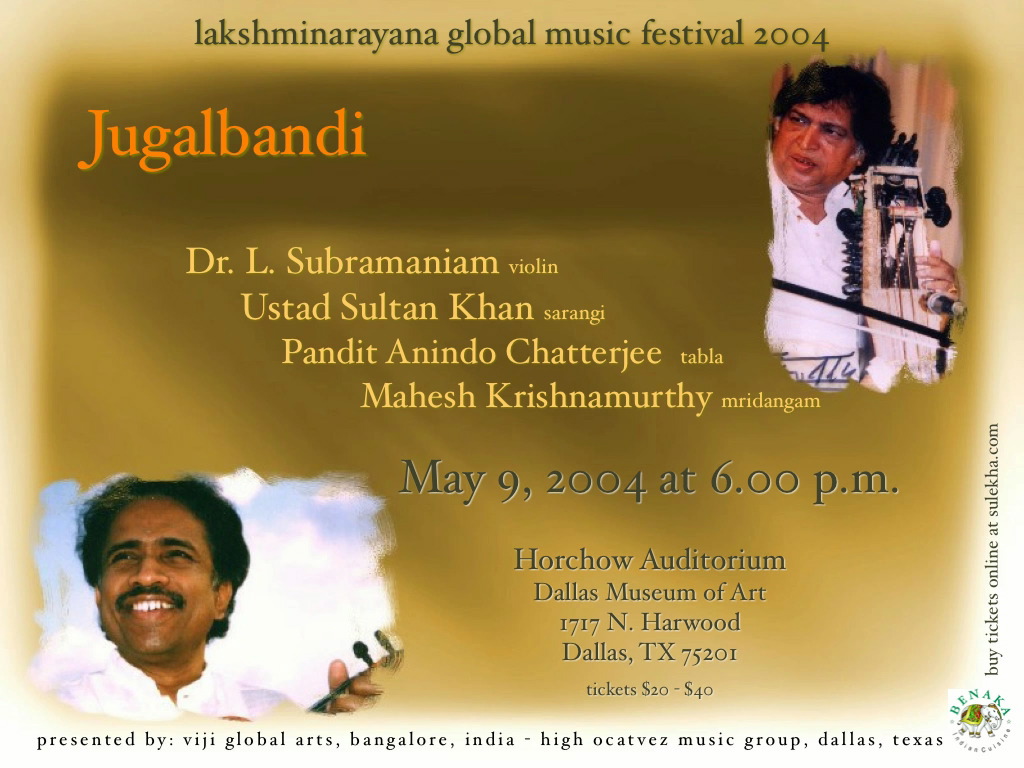 lakshminarayana global music festival 2004
Jugalbandi
Dr. L. Subramaniam violin
Ustad Sultan Khan sarangi
Pandit Anindo Chatterjee tabla
Mahesh Krishnamurthy mridangam
May 9, 2004 at 6.00 p.m.
Horchow Auditorium
Dallas Museum of Art
1717 N. Harwood
Dallas, TX 75201
tickets $20 - $40
buy tickets online at sulekha.com
BENAKA
Indian Cuisine
presented by: viji global arts, bangalore, india - high ocatvez music group, dallas, texas